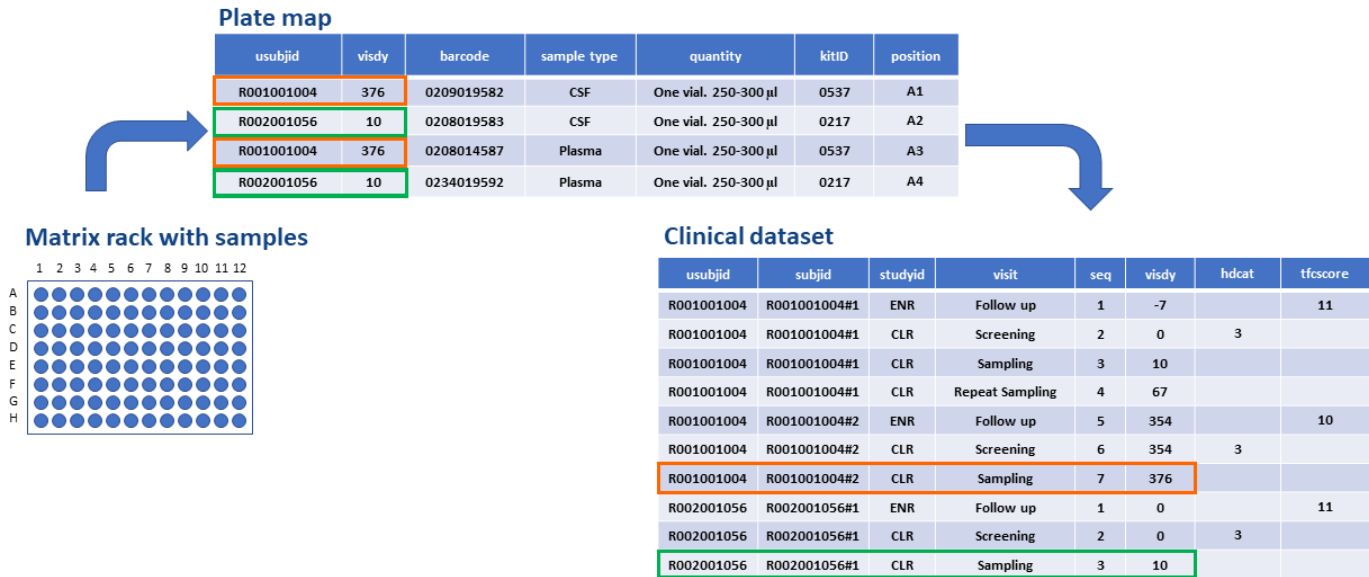 Plate map
usubjid visdy barcode sample type quantity kitID position
R001001004 376 0209019582 CSF One vial. 250-300 µl 0537 A1
R002001056 10 0208019583 CSF One vial. 250-300 µl 0217 A2
R001001004 376 0208014587 Plasma One vial. 250-300 µl 0537 A3
R002001056 10 0234019592 Plasma One vial. 250-300 µl 0217 A4
Matrix rack with samples
1 2 3 4 5 6 7 8 9 10 11 12
A
B
C
D
E
F
G
H
Clinical dataset
usubjid subjid studyid visit seq visdy hdcat tfcscore
R001001004 R001001004#1 ENR Follow up 1 -7 11
R001001004 R001001004#1 CLR Screening 2 0 3
R001001004 R001001004#1 CLR Sampling 3 10
R001001004 R001001004#1 CLR Repeat Sampling 4 67
R001001004 R001001004#2 ENR Follow up 5 354 10
R001001004 R001001004#2 CLR Screening 6 354 3
R001001004 R001001004#2 CLR Sampling 7 376
R002001056 R002001056#1 ENR Follow up 1 0 11
R002001056 R002001056#1 CLR Screening 2 0 3
R002001056 R002001056#1 CLR Sampling 3 10